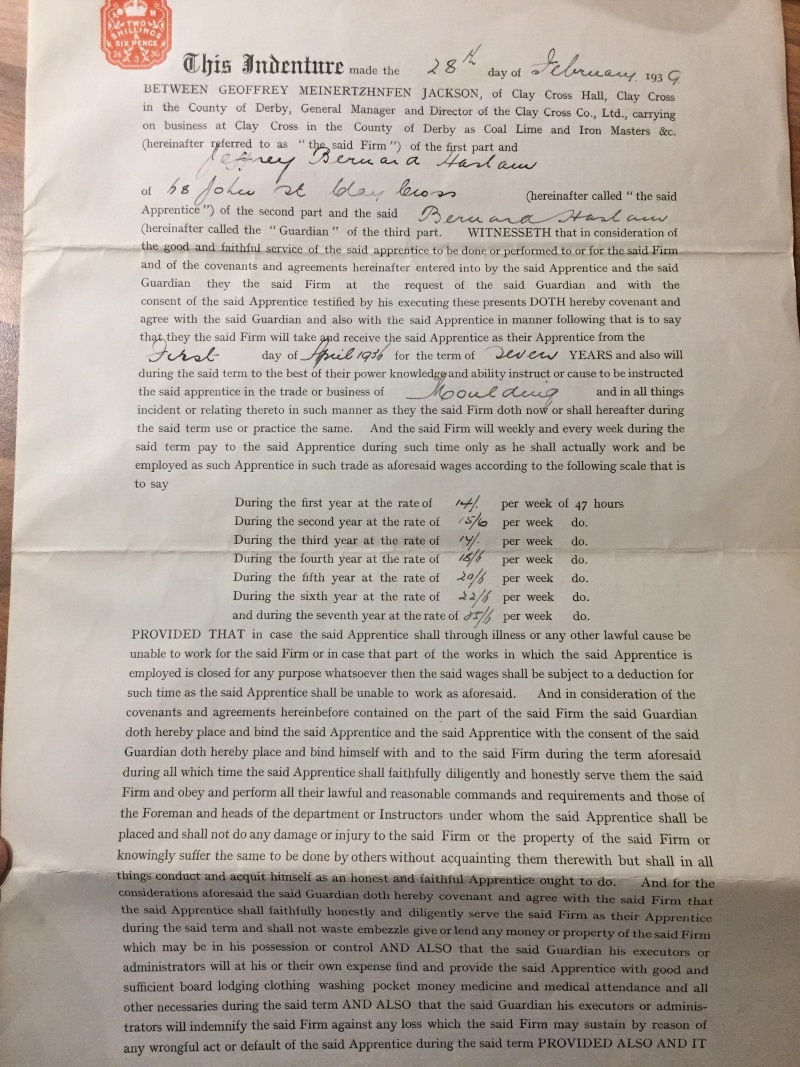 TWO
SHILLINGS
&
SIX PENCE
This Indenture made the 28th day of February 1939
BETWEEN GEOFFREY MEINERTZHNFEN JACKSON, of Clay Cross Hall, Clay Cross
in the County of Derby, General Manager and Director of the Clay Cross Co., Ltd., carrying
on business at Clay Cross in the County of Derby as Coal Lime and Iron Masters &c.
(hereinafter referred to as "the said Firm") of the first part and
Jeffrey Bernard Haslam
of 68 John St Clay Cross (hereinafter called "the said
Apprentice") of the second part and the said Bernard Haslam
(hereinafter called the "Guardian" of the third part. WITNESSETH that in consideration of
the good and faithful service of the said apprentice to be done or performed to or for the said Firm
and of the covenants and agreements hereinafter entered into by the said Apprentice and the said
Guardian they the said Firm at the request of the said Guardian and with the
consent of the said Apprentice testified by his executing these presents DOTH hereby covenant and
agree with the said Guardian and also with the said Apprentice in manner following that is to say
that they the said Firm will take and receive the said Apprentice as their Apprentice from the
First day of April 1936 for the term of Seven YEARS and also will
during the said term to the best of their power knowledge and ability instruct or cause to be instructed
the said apprentice in the trade or business of Moulding and in all things
incident or relating thereto in such manner as they the said Firm doth now or shall hereafter during
the said term use or practice the same. And the said Firm will weekly and every week during the
said term pay to the said Apprentice during such time only as he shall actually work and be
employed as such Apprentice in such trade as aforesaid wages according to the following scale that is
to say
During the first year at the rate of 14/. per week of 47 hours
During the second year at the rate of 15/6 per week do.
During the third year at the rate of 17/. per week do.
During the fourth year at the rate of 18/6 per week do.
During the fifth year at the rate of 20/6 per week do.
During the sixth year at the rate of 22/6 per week do.
and during the seventh year at the rate of 25/6 per week do.
PROVIDED THAT in case the said Apprentice shall through illness or any other lawful cause be
unable to work for the said Firm or in case that part of the works in which the said Apprentice is
employed is closed for any purpose whatsoever then the said wages shall be subject to a deduction for
such time as the said Apprentice shall be unable to work as aforesaid. And in consideration of the
covenants and agreements hereinbefore contained on the part of the said Firm the said Guardian
doth hereby place and bind the said Apprentice and the said Apprentice with the consent of the said
Guardian doth hereby place and bind himself with and to the said Firm during the term aforesaid
during all which time the said Apprentice shall faithfully diligently and honestly serve them the said
Firm and obey and perform all their lawful and reasonable commands and requirements and those of
the Foreman and heads of the department or Instructors under whom the said Apprentice shall be
placed and shall not do any damage or injury to the said Firm or the property of the said Firm or
knowingly suffer the same to be done by others without acquainting them therewith but shall in all
things conduct and acquit himself as an honest and faithful Apprentice ought to do. And for the
considerations aforesaid the said Guardian doth hereby covenant and agree with the said Firm that
the said Apprentice shall faithfully honestly and diligently serve the said Firm as their Apprentice
during the said term and shall not waste embezzle give or lend any money or property of the said Firm
which may be in his possession or control AND ALSO that the said Guardian his executors or
administrators will at his or their own expense find and provide the said Apprentice with good and
sufficient board lodging clothing washing pocket money medicine and medical attendance and all
other necessaries during the said term AND ALSO that the said Guardian his executors or adminis-
trators will indemnify the said Firm against any loss which the said Firm may sustain by reason of
any wrongful act or default of the said Apprentice during the said term PROVIDED ALSO AND IT